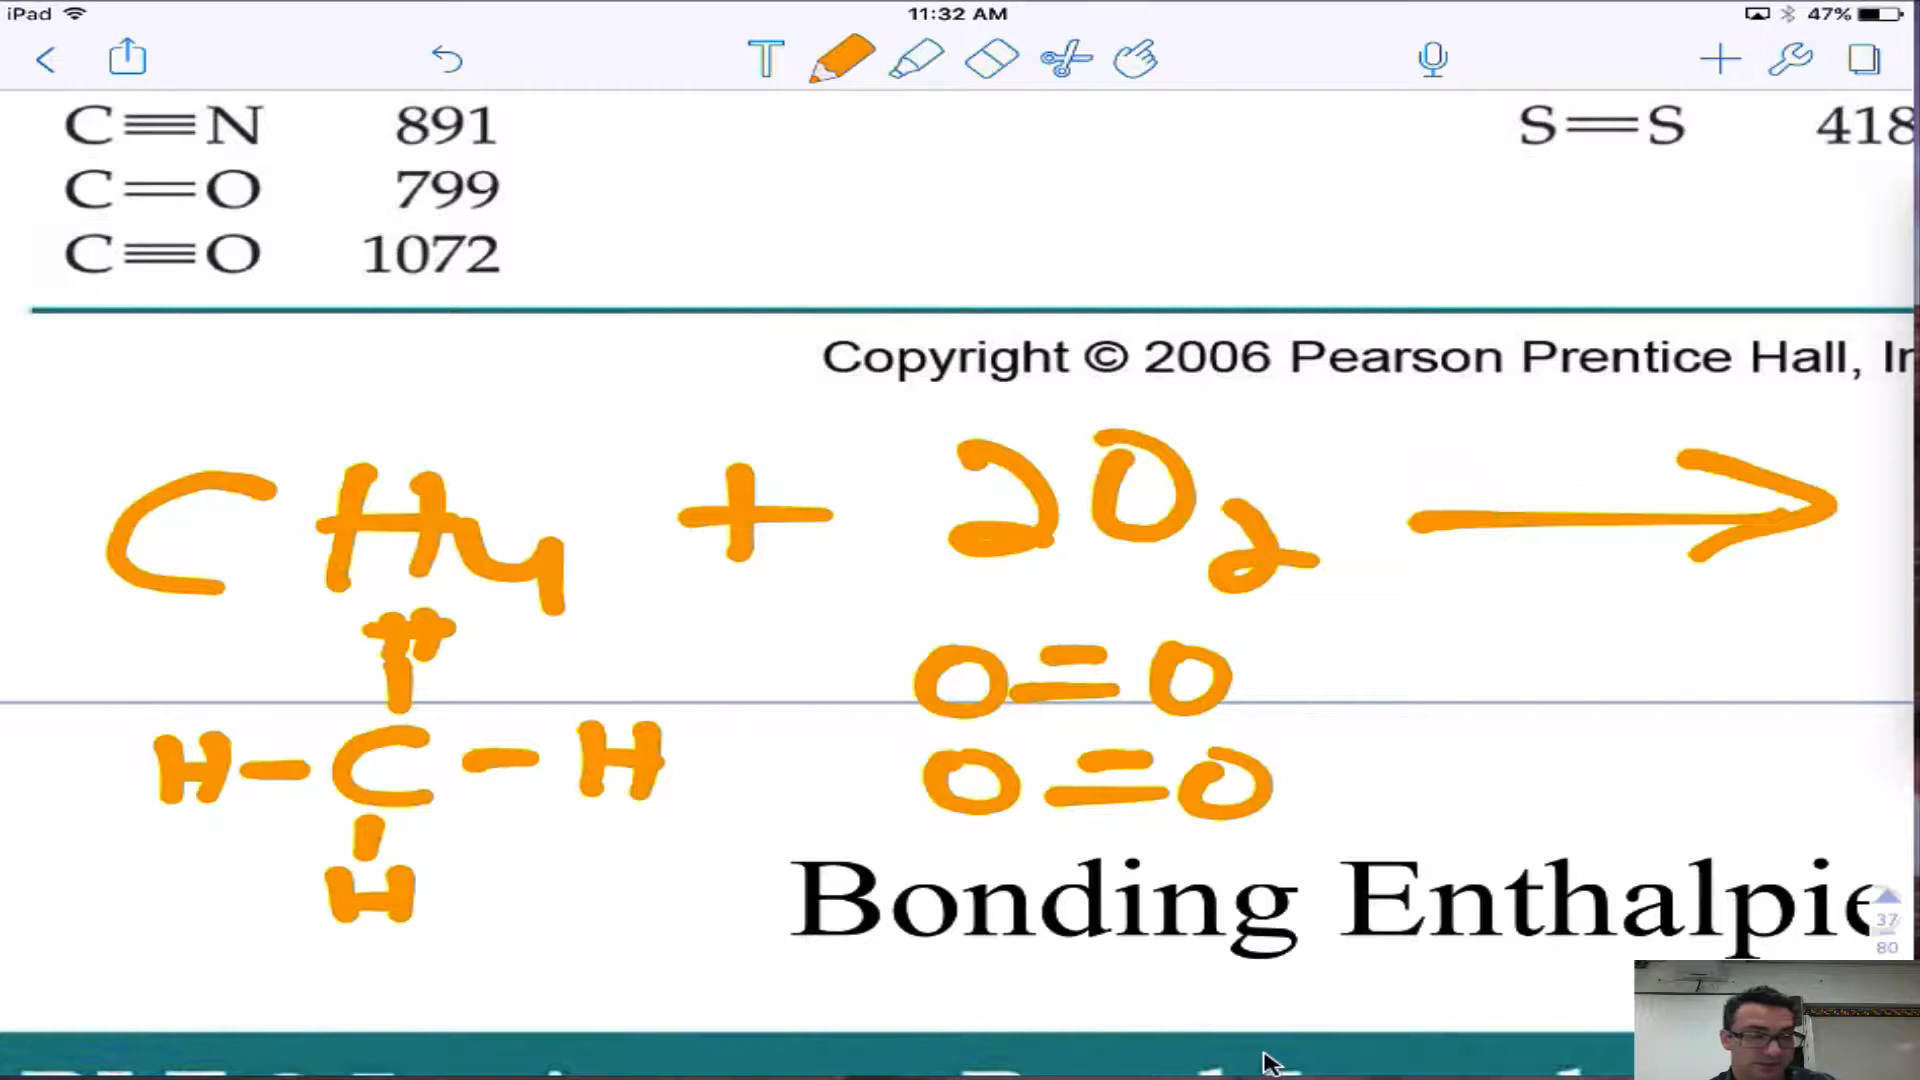 iPad 11:32 AM 47%
T
C≡N 891 S=S 418
C=O 799
C≡O 1072
Copyright © 2006 Pearson Prentice Hall, In
CH4 + 2O2 →
H
O=O
H-C-H
O=O
H
Bonding Enthalpie
37
80